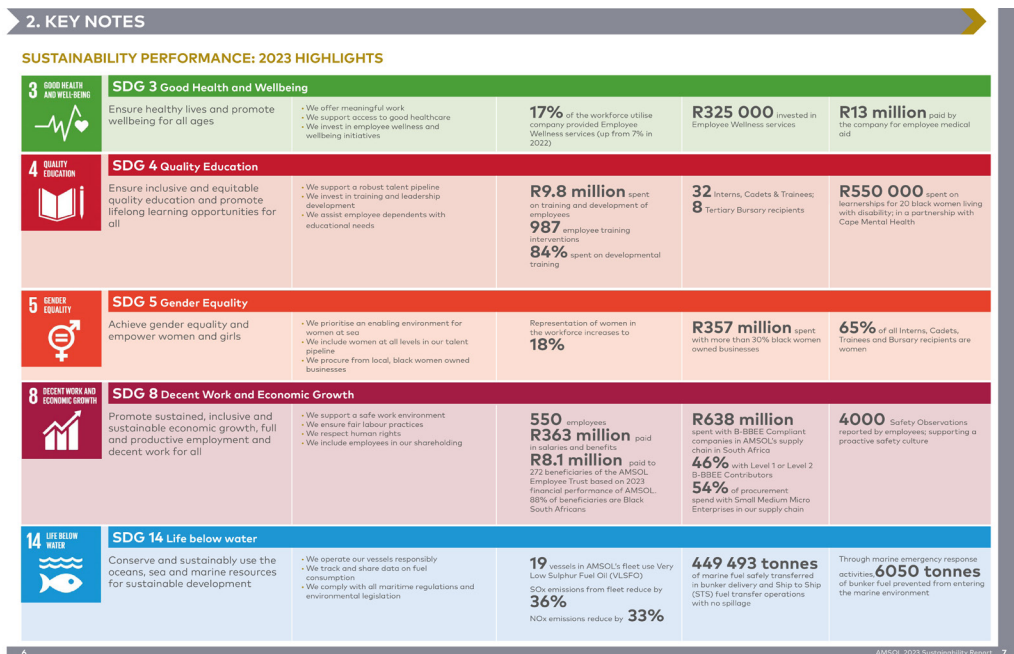 2. KEY NOTES
SUSTAINABILITY PERFORMANCE: 2023 HIGHLIGHTS
3 GOOD HEALTH
AND WELL-BEING
SDG 3 Good Health and Wellbeing
Ensure healthy lives and promote
wellbeing for all ages
• We offer meaningful work
• We support access to good healthcare
• We invest in employee welness and
wellbeing initiatives
17% of the workforce utilise
company provided Employee
Wellness services (up from 7% in
2022)
R325 000 invested in
Employee Wellness services
R13 million paid by
the company for employee medical
aid
4 QUALITY
EDUCATION
SDG 4 Quality Education
Ensure inclusive and equitable
quality education and promote
lifelong learning opportunities for
all
• We support a robust talent pipeline
• We invest in training and leadership
development
• We assist employee dependents with
educational needs
R9.8 million spent
on training and development of
employees
987 employee training
interventions
84% spent on developmental
training
32 Interns, Cadets & Trainees;
8 Tertiary Bursary recipients
R550 000 spent on
learnerships for 20 black women living
with disability; in a partnership with
Cape Mental Health
5 GENDER
EQUALITY
SDG 5 Gender Equality
Achieve gender equality and
empower women and girls
• We prioritise an enabling environment for
women at sea
• We include women at all levels in our talent
pipeline
• We procure from local, black women owned
businesses
Representation of women in
the workforce increases to
18%
R357 million spent
with more than 30% black women
owned businesses
65% of all Interns, Cadets,
Trainees and Bursary recipients are
women
8 DECENT WORK AND
ECONOMIC GROWTH
SDG 8 Decent Work and Economic Growth
Promote sustained, inclusive and
sustainable economic growth, full
and productive employment and
decent work for all
• We support a safe work environment
• We ensure fair labour practices
• We respect human rights
• We include employees in our shareholding
550 employees
R363 million paid
in salaries and benefits
R8.1 million paid to
272 beneficiaries of the AMSOL
Employee Trust based on 2023
financial performance of AMSOL.
88% of beneficiaries are Black
South Africans
R638 million
spent with B-BBEE Compliant
companies in AMSOL's supply
chain in South Africa
46% with Level 1 or Level 2
B-BBEE Contributors
54% of procurement
spend with Small Medium Micro
Enterprises in our supply chain
4000 Safety Observations
reported by employees; supporting a
proactive safety culture
14 LIFE BELOW
WATER
SDG 14 Life below water
Conserve and sustainably use the
oceans, sea and marine resources
for sustainable development
• We operate our vessels responsibly
• We track and share data on fuel
consumption
• We comply with all maritime regulations and
environmental legislation
19 vessels in AMSOL's fleet use Very
Low Sulphur Fuel Oil (VLSFO)
SOx emissions from fleet reduce by
36%
NOx emissions reduce by 33%
449 493 tonnes
of marine fuel safely transferred
in bunker delivery and Ship to Ship
(STS) fuel transfer operations
with no spillage
Through marine emergency response
activities, 6050 tonnes
of bunker fuel prevented from entering
the marine environment
6
AMSOL 2023 Sustainability Report 7